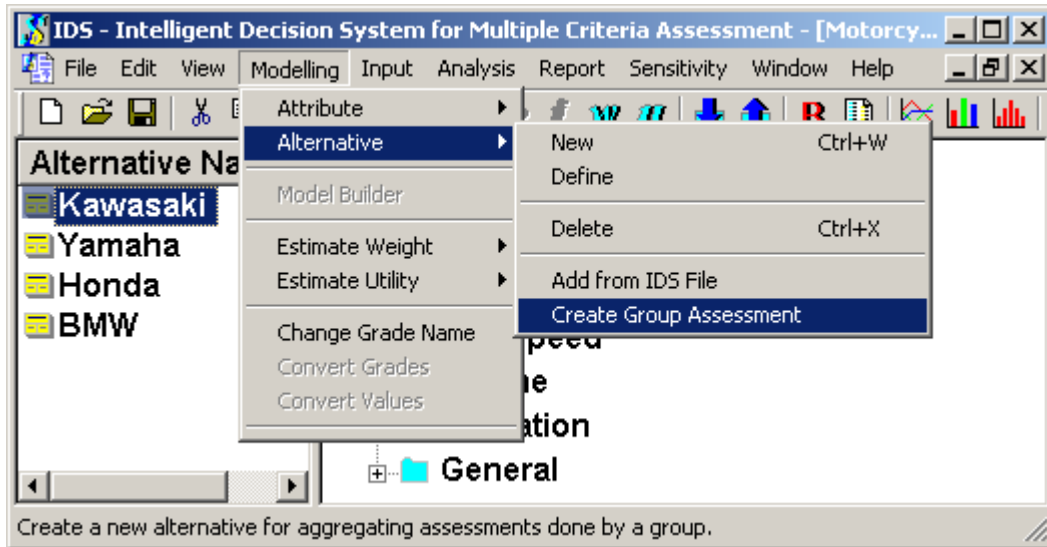 IDS - Intelligent Decision System for Multiple Criteria Assessment - [Motorcy...
File Edit View Modelling Input Analysis Report Sensitivity Window Help
R
Alternative Na
Kawasaki
Yamaha
Honda
BMW
Attribute
Alternative
Model Builder
Estimate Weight
Estimate Utility
Change Grade Name
Convert Grades
Convert Values
New Ctrl+W
Define
Delete Ctrl+X
Add from IDS File
Create Group Assessment
General
Create a new alternative for aggregating assessments done by a group.